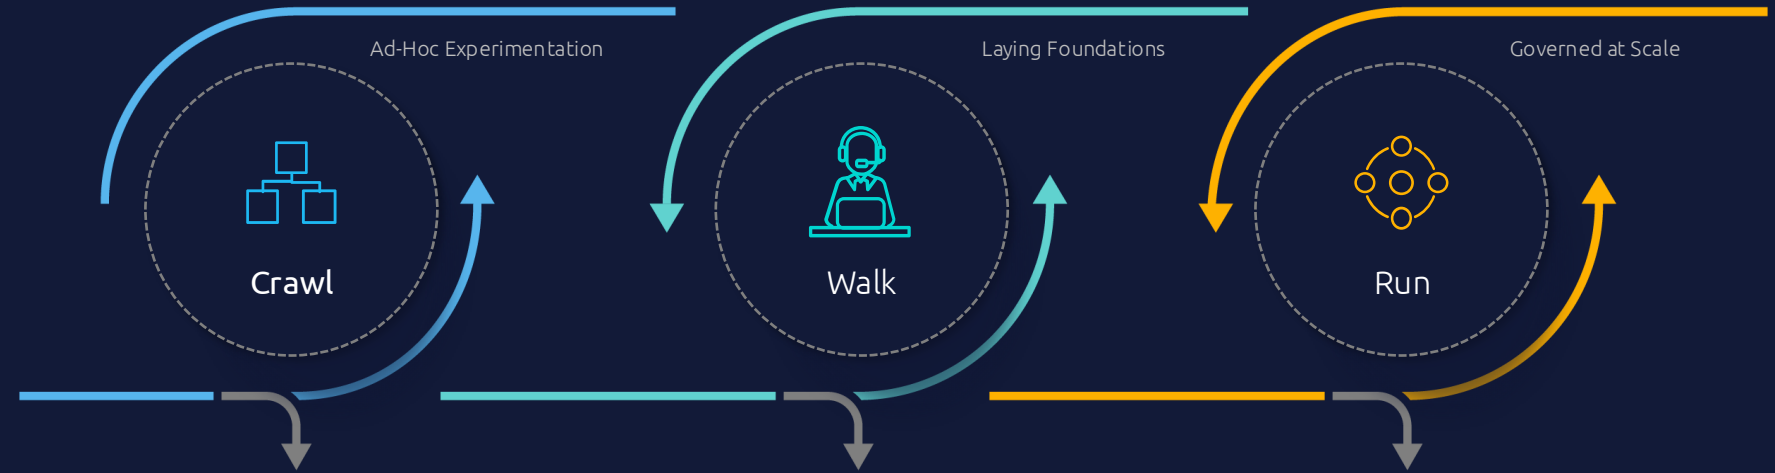 Ad-Hoc Experimentation
Laying Foundations
Governed at Scale
Crawl
Walk
Run